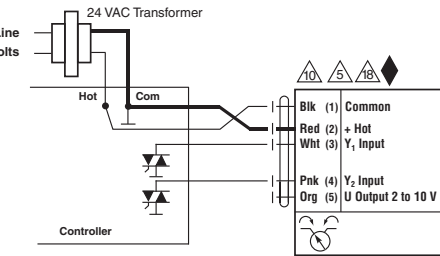 24 VAC Transformer
Line
olts
Hot
Com
10
5
18
Blk (1) Common
Red (2) + Hot
Wht (3) Y1 Input
Pnk (4) Y2 Input
Org (5) U Output 2 to 10 V
Controller